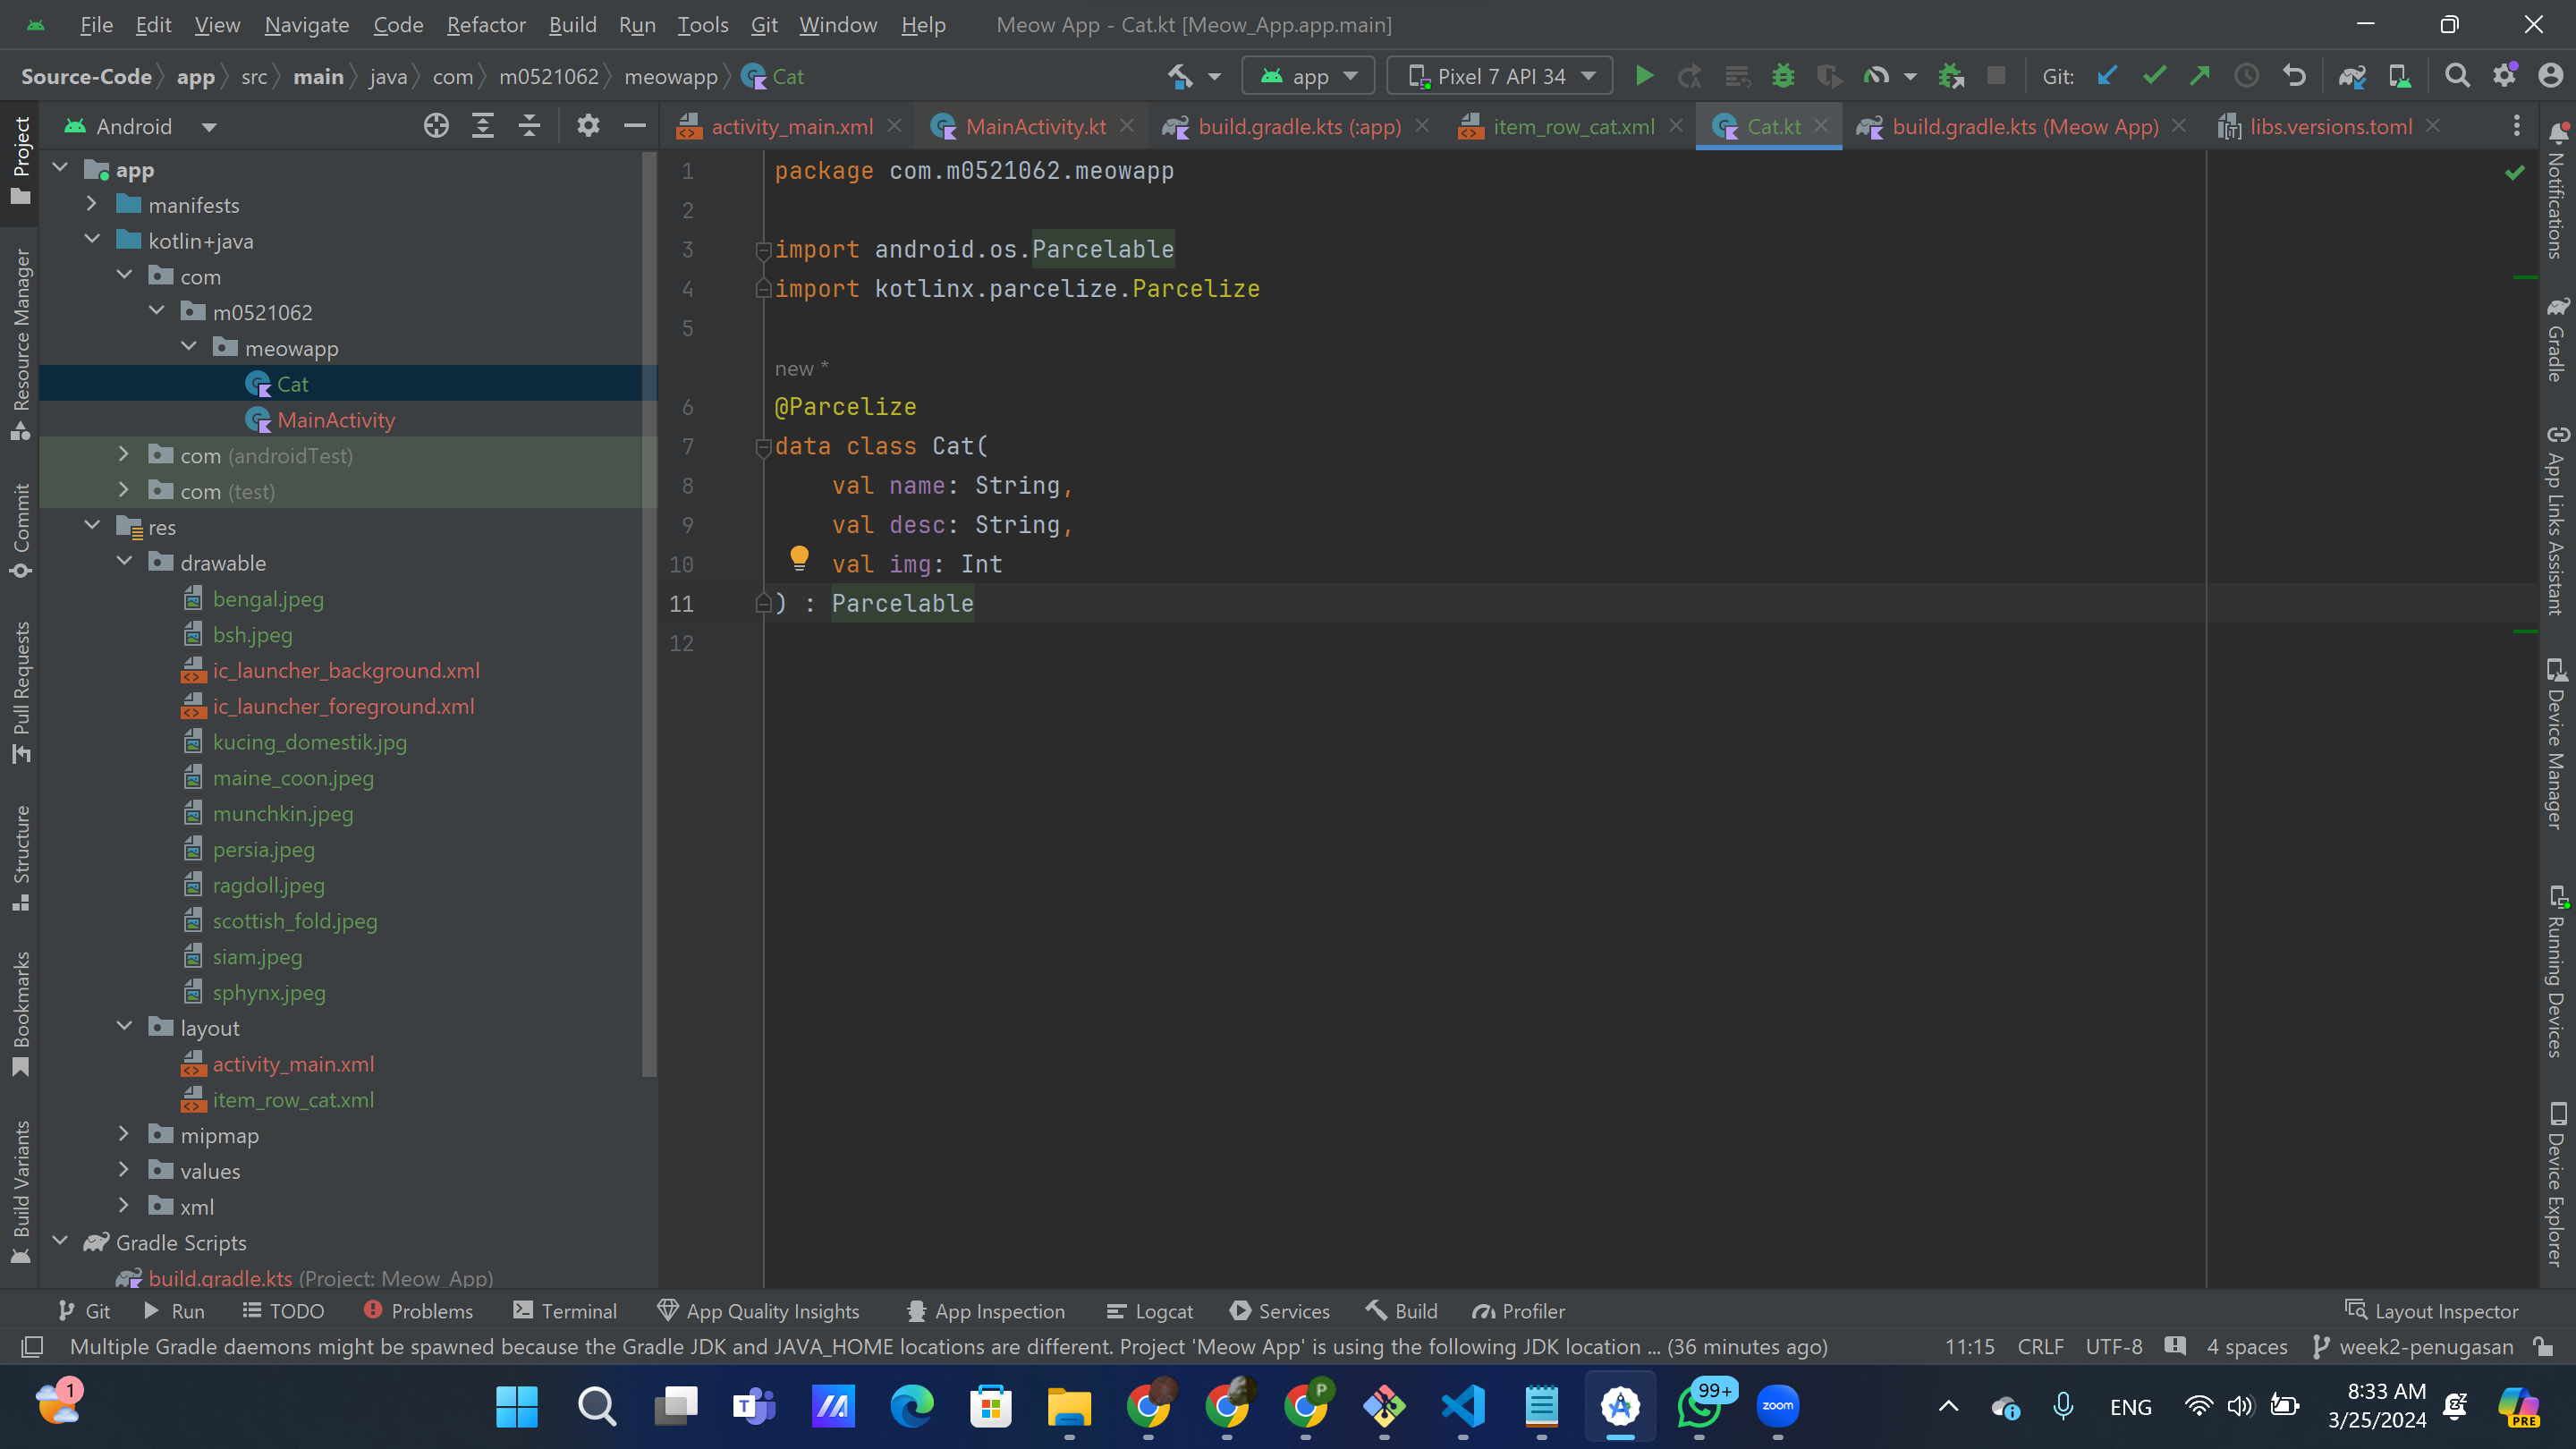 File Edit View Navigate Code Refactor Build Run Tools Git Window Help Meow App - Cat.kt [Meow_App.app.main]
Source-Code app src main java com m0521062 meowapp Cat app Pixel 7 API 34 Git:
Android
activity_main.xml MainActivity.kt build.gradle.kts (:app) item_row_cat.xml Cat.kt build.gradle.kts (Meow App) libs.versions.toml
Project
Resource Manager
Commit
Pull Requests
Structure
Bookmarks
Build Variants
app
manifests
kotlin+java
com
m0521062
meowapp
Cat
MainActivity
com (androidTest)
com (test)
res
drawable
bengal.jpeg
bsh.jpeg
ic_launcher_background.xml
ic_launcher_foreground.xml
kucing_domestik.jpg
maine_coon.jpeg
munchkin.jpeg
persia.jpeg
ragdoll.jpeg
scottish_fold.jpeg
siam.jpeg
sphynx.jpeg
layout
activity_main.xml
item_row_cat.xml
mipmap
values
xml
Gradle Scripts
build.gradle.kts (Project: Meow_App)
1 package com.m0521062.meowapp
2
3 import android.os.Parcelable
4 import kotlinx.parcelize.Parcelize
5
new *
6 @Parcelize
7 data class Cat(
8 val name: String,
9 val desc: String,
10 val img: Int
11 ) : Parcelable
12
Notifications
Gradle
App Links Assistant
Device Manager
Running Devices
Device Explorer
Git Run TODO Problems Terminal App Quality Insights App Inspection Logcat Services Build Profiler Layout Inspector
Multiple Gradle daemons might be spawned because the Gradle JDK and JAVA_HOME locations are different. Project 'Meow App' is using the following JDK location ... (36 minutes ago) 11:15 CRLF UTF-8 4 spaces week2-penugasan
1 T P 99+ zoom ENG 8:33 AM
3/25/2024 PRE